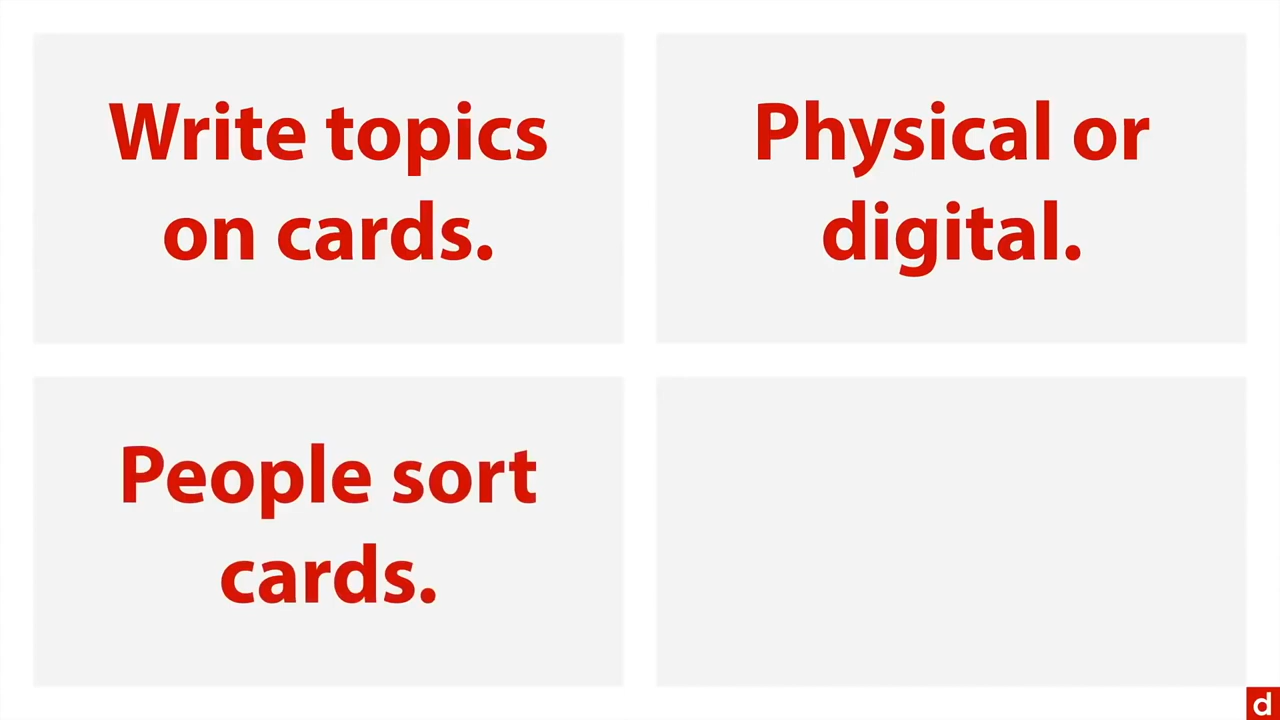 Write topics
on cards.
Physical or
digital.
People sort
cards.
d